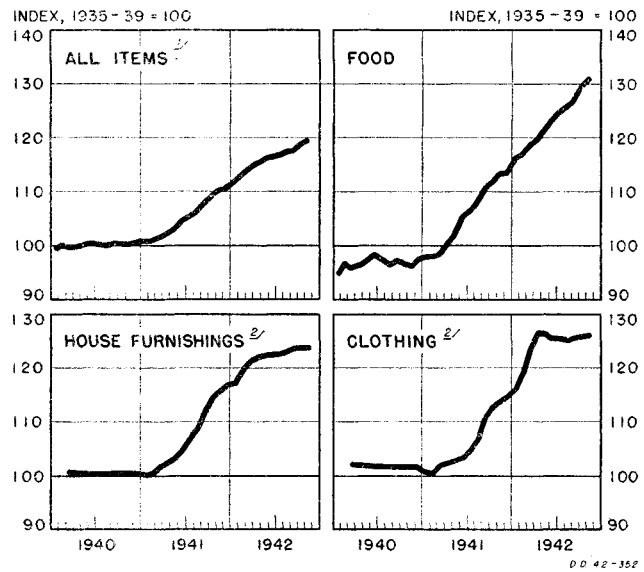 INDEX, 1935-39 = 100 INDEX, 1935-39 = 100
140 140
ALL ITEMS 1/ FOOD
130 130
120 120
110 110
100 100
90 90
130 130
HOUSE FURNISHINGS 2/ CLOTHING 2/
120 120
110 110
100 100
90 90
1940 1941 1942 1940 1941 1942
DD 42-352